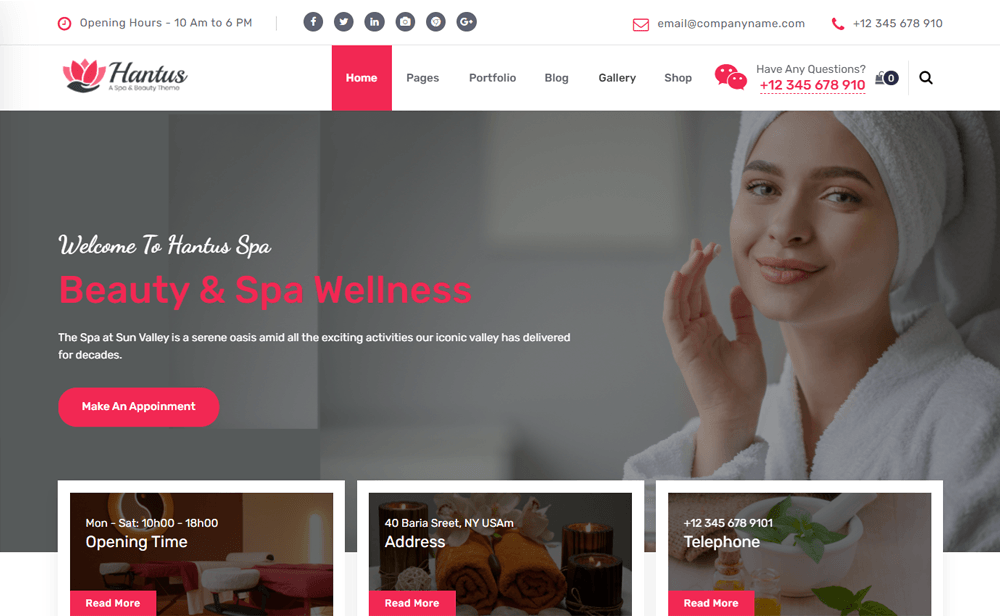 Opening Hours - 10 Am to 6 PM
email@companyname.com
+12 345 678 910
Hantus
A Spa & Beauty Theme
Home
Pages
Portfolio
Blog
Gallery
Shop
Have Any Questions?
+12 345 678 910
0
Welcome To Hantus Spa
Beauty & Spa Wellness
The Spa at Sun Valley is a serene oasis amid all the exciting activities our iconic valley has delivered
for decades.
Make An Appoinment
Mon - Sat: 10h00 - 18h00
Opening Time
Read More
40 Baria Sreet, NY USAm
Address
Read More
+12 345 678 9101
Telephone
Read More